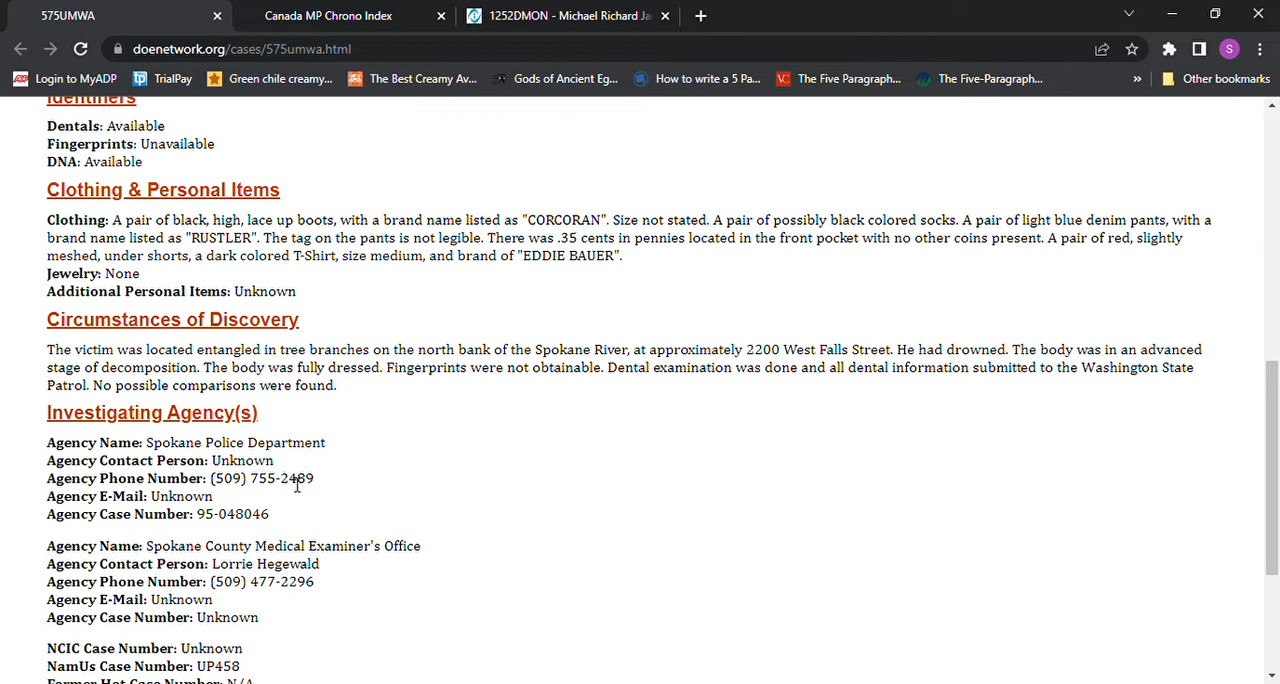 575UMWA
Canada MP Chrono Index
1252DMON - Michael Richard Ja
doenetwork.org/cases/575umwa.html
S
Login to MyADP
TrialPay
Green chile creamy...
The Best Creamy Av...
Gods of Ancient Eg...
How to write a 5 Pa...
The Five Paragraph...
The Five-Paragraph...
»
Other bookmarks
Identifiers
Dentals: Available
Fingerprints: Unavailable
DNA: Available
Clothing & Personal Items
Clothing: A pair of black, high, lace up boots, with a brand name listed as "CORCORAN". Size not stated. A pair of possibly black colored socks. A pair of light blue denim pants, with a
brand name listed as "RUSTLER". The tag on the pants is not legible. There was .35 cents in pennies located in the front pocket with no other coins present. A pair of red, slightly
meshed, under shorts, a dark colored T-Shirt, size medium, and brand of "EDDIE BAUER".
Jewelry: None
Additional Personal Items: Unknown
Circumstances of Discovery
The victim was located entangled in tree branches on the north bank of the Spokane River, at approximately 2200 West Falls Street. He had drowned. The body was in an advanced
stage of decomposition. The body was fully dressed. Fingerprints were not obtainable. Dental examination was done and all dental information submitted to the Washington State
Patrol. No possible comparisons were found.
Investigating Agency(s)
Agency Name: Spokane Police Department
Agency Contact Person: Unknown
Agency Phone Number: (509) 755-2489
Agency E-Mail: Unknown
Agency Case Number: 95-048046
Agency Name: Spokane County Medical Examiner's Office
Agency Contact Person: Lorrie Hegewald
Agency Phone Number: (509) 477-2296
Agency E-Mail: Unknown
Agency Case Number: Unknown
NCIC Case Number: Unknown
NamUs Case Number: UP458
Former Hot Case Number: N/A